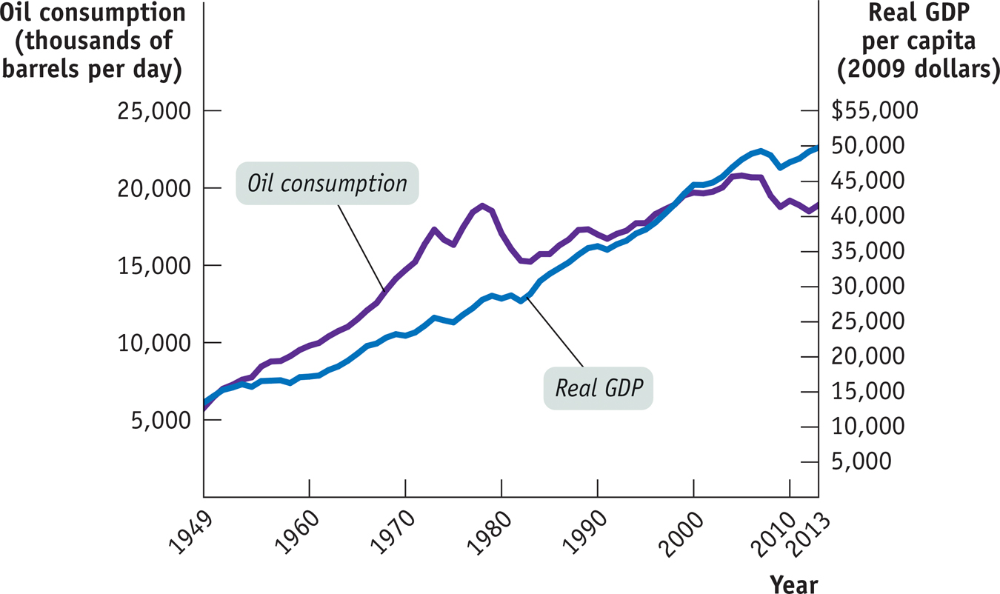 Oil consumption
(thousands of
barrels per day)
Real GDP
per capita
(2009 dollars)
25,000
20,000
15,000
10,000
5,000
$55,000
50,000
45,000
40,000
35,000
30,000
25,000
20,000
15,000
10,000
5,000
Oil consumption
Real GDP
1949
1960
1970
1980
1990
2000
2010
2013
Year